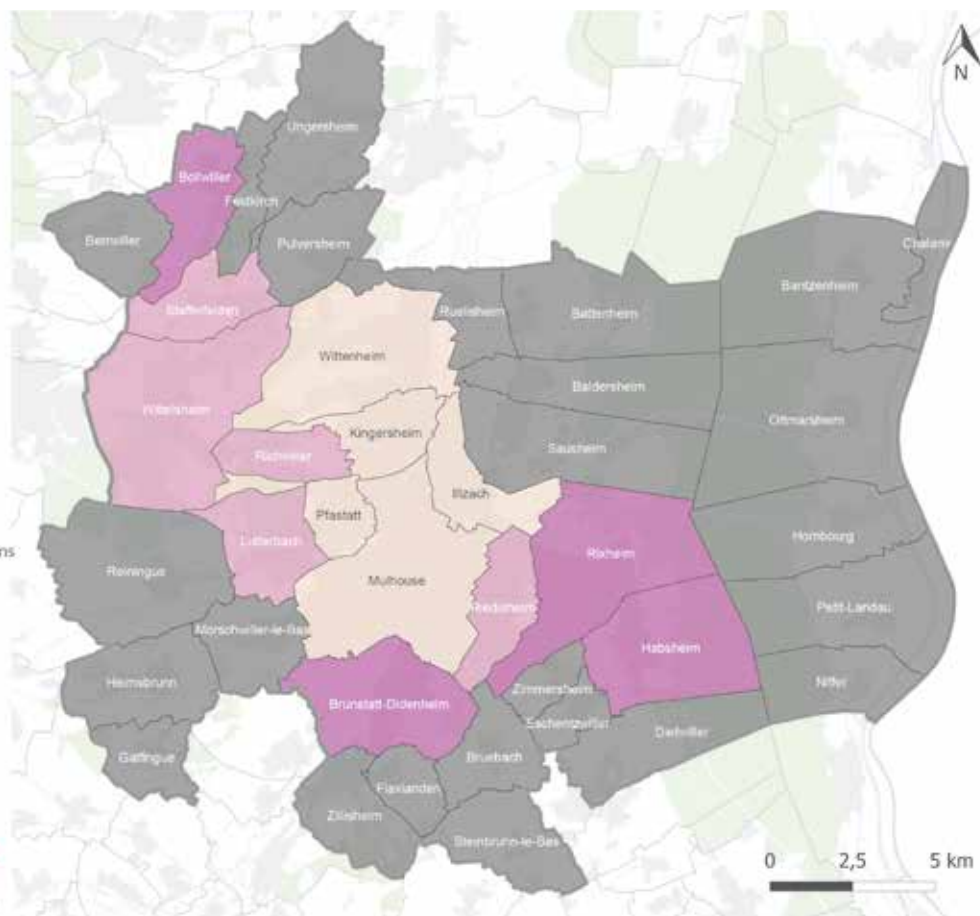 N
Ungersheim
Bollwiller
Feldkirch
Berrwiller
Pulversheim
Chalam
Bantzenheim
Staffelfelden
Ruelisheim
Battenheim
Wittenheim
Baldersheim
Wittelsheim
Ottmarsheim
Kingersheim
Sausheim
Richwiller
Illzach
Pfastatt
Lutterbach
Hombourg
Rixheim
ns
Reiningue
Mulhouse
Riedisheim
Petit-Landau
Morschwiller-le-Bas
Habsheim
Heimsbrunn
Zimmersheim
Niffer
Brunstatt-Didenheim
Eschentzwiller
Dietwiller
Galfingue
Bruebach
Flaxlanden
Zillisheim
Steinbrunn-le-Bas
0 2,5 5 km